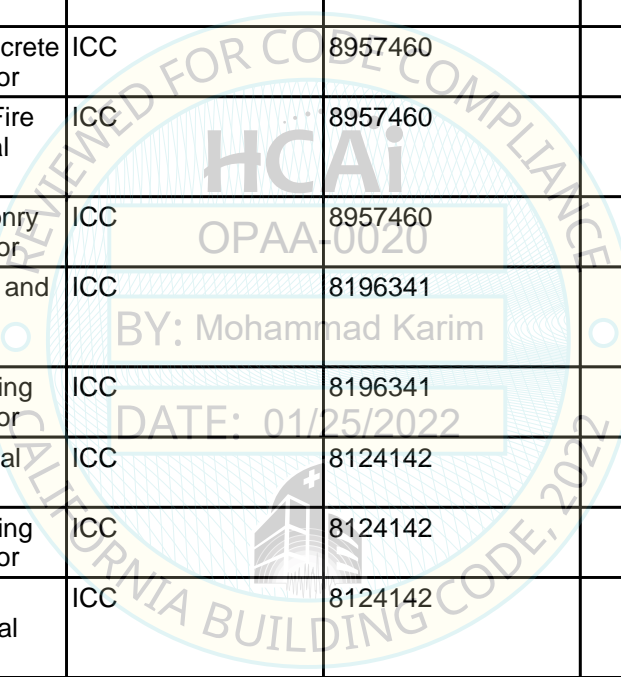 crete ICC 8957460
or
Fire ICC 8957460
al
onry ICC 8957460
or
and ICC 8196341
ing ICC 8196341
or
al ICC 8124142
ing ICC 8124142
or
ICC 8124142
al
REVIEWED FOR CODE COMPLIANCE
HCAi
OPAA-0020
BY: Mohammad Karim
DATE: 01/25/2022
CALIFORNIA BUILDING CODE, 2022